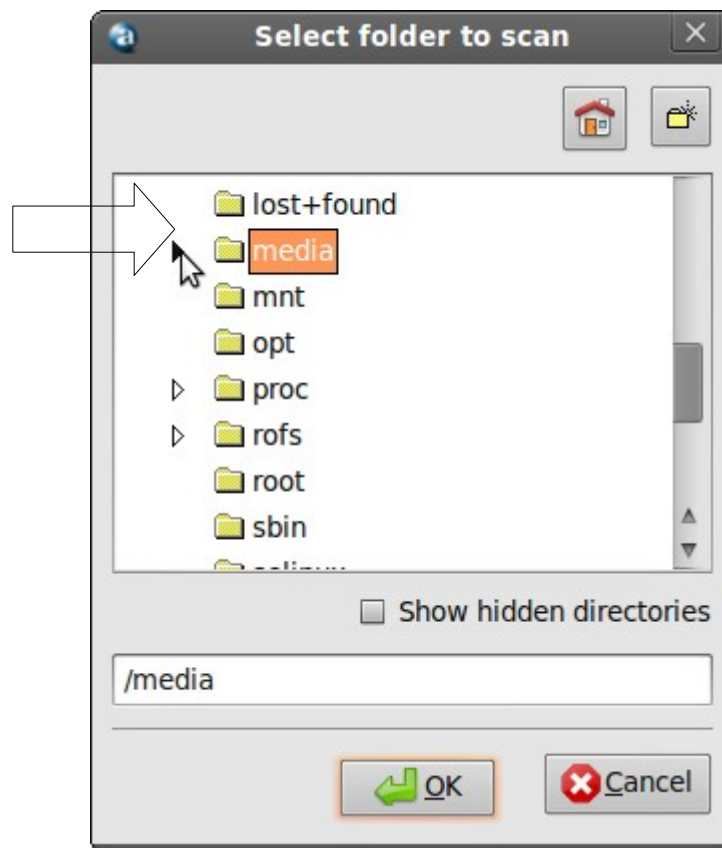 Select folder to scan
lost+found
media
mnt
opt
proc
rofs
root
sbin
Show hidden directories
/media
OK
Cancel